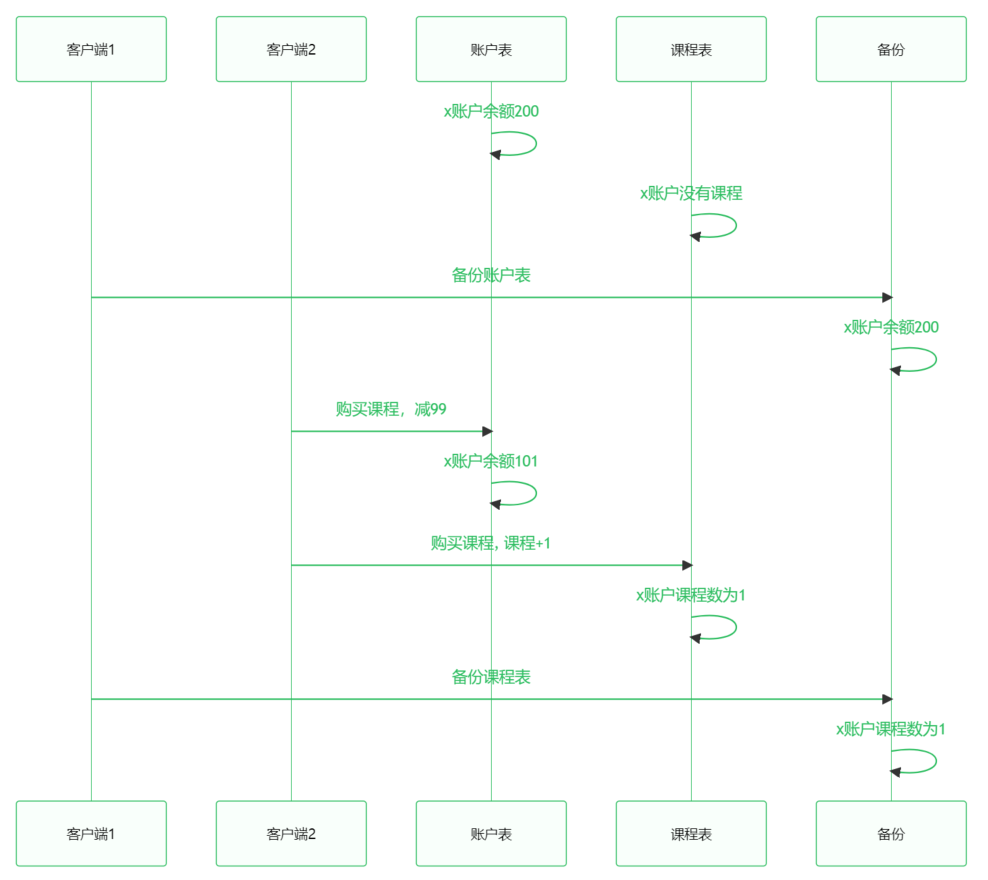 客户端1
客户端2
账户表
课程表
备份
x账户余额200
x账户没有课程
备份账户表
x账户余额200
购买课程，减99
x账户余额101
购买课程, 课程+1
x账户课程数为1
备份课程表
x账户课程数为1
客户端1
客户端2
账户表
课程表
备份